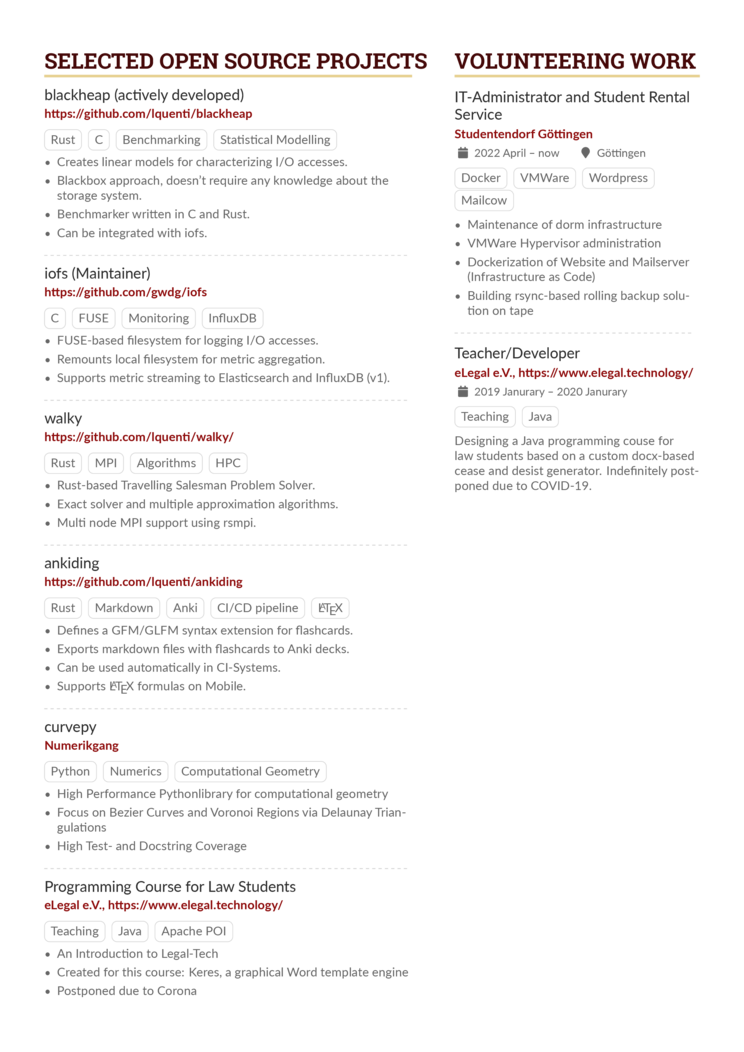 SELECTED OPEN SOURCE PROJECTS
blackheap (actively developed)
https://github.com/lquenti/blackheap
Rust C Benchmarking Statistical Modelling
• Creates linear models for characterizing I/O accesses.
• Blackbox approach, doesn't require any knowledge about the
storage system.
• Benchmarker written in C and Rust.
• Can be integrated with iofs.
iofs (Maintainer)
https://github.com/gwdg/iofs
C FUSE Monitoring InfluxDB
• FUSE-based filesystem for logging I/O accesses.
• Remounts local filesystem for metric aggregation.
• Supports metric streaming to Elasticsearch and InfluxDB (v1).
walky
https://github.com/lquenti/walky/
Rust MPI Algorithms HPC
• Rust-based Travelling Salesman Problem Solver.
• Exact solver and multiple approximation algorithms.
• Multi node MPI support using rsmpi.
ankiding
https://github.com/lquenti/ankiding
Rust Markdown Anki CI/CD pipeline LATEX
• Defines a GFM/GLFM syntax extension for flashcards.
• Exports markdown files with flashcards to Anki decks.
• Can be used automatically in CI-Systems.
• Supports LATEX formulas on Mobile.
curvepy
Numerikgang
Python Numerics Computational Geometry
• High Performance Pythonlibrary for computational geometry
• Focus on Bezier Curves and Voronoi Regions via Delaunay Trian-
gulations
• High Test- and Docstring Coverage
Programming Course for Law Students
eLegal e.V., https://www.elegal.technology/
Teaching Java Apache POI
• An Introduction to Legal-Tech
• Created for this course: Keres, a graphical Word template engine
• Postponed due to Corona
VOLUNTEERING WORK
IT-Administrator and Student Rental
Service
Studentendorf Göttingen
2022 April – now Göttingen
Docker VMWare Wordpress
Mailcow
• Maintenance of dorm infrastructure
• VMWare Hypervisor administration
• Dockerization of Website and Mailserver
(Infrastructure as Code)
• Building rsync-based rolling backup solu-
tion on tape
Teacher/Developer
eLegal e.V., https://www.elegal.technology/
2019 Janurary – 2020 Janurary
Teaching Java
Designing a Java programming couse for
law students based on a custom docx-based
cease and desist generator. Indefinitely post-
poned due to COVID-19.